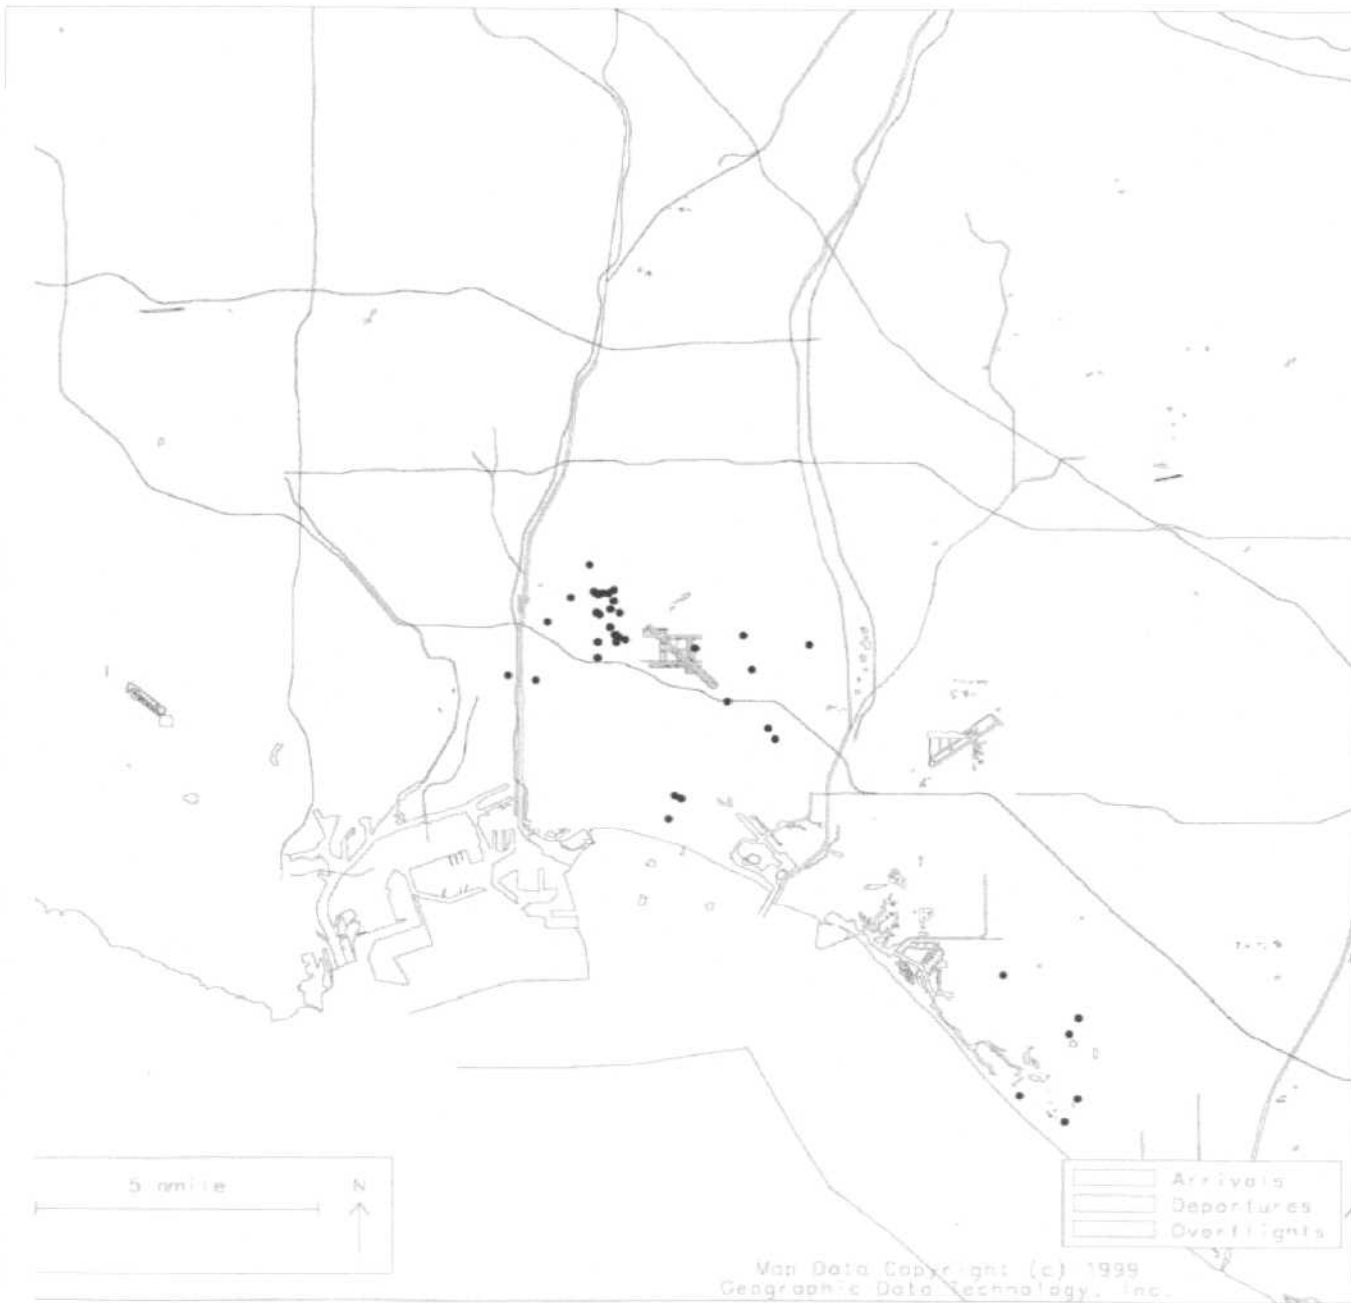 5 nmile
N
Arrivals
Departures
Overflights
Map Data Copyright (c) 1999
Geographic Data Technology, Inc.